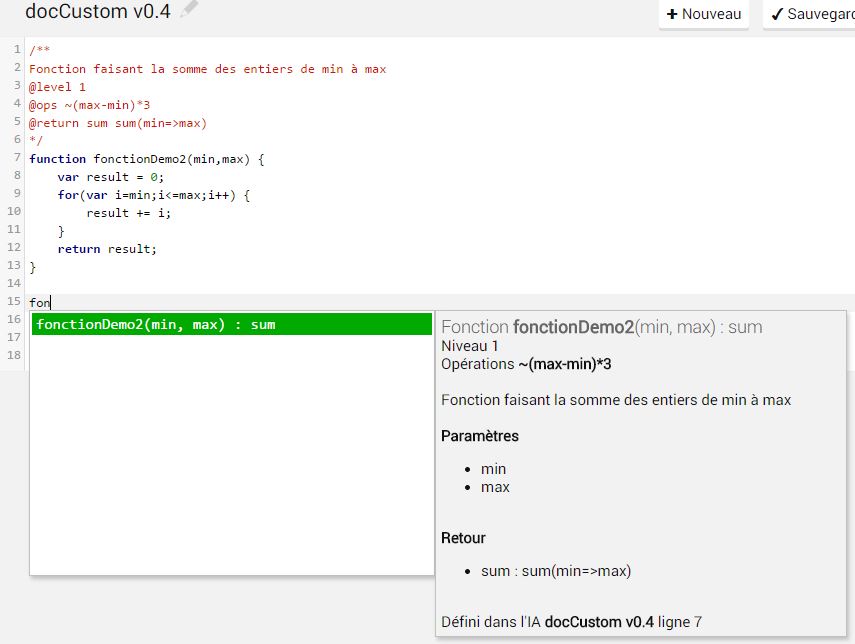 docCustom v0.4
+ Nouveau
✓ Sauvegard
1 /**
2 Fonction faisant la somme des entiers de min à max
3 @level 1
4 @ops ~(max-min)*3
5 @return sum sum(min=>max)
6 */
7 function fonctionDemo2(min,max) {
8 var result = 0;
9 for(var i=min;i<=max;i++) {
10 result += i;
11 }
12 return result;
13 }
14
15 fon
16
17
18
fonctionDemo2(min, max) : sum
Fonction fonctionDemo2(min, max) : sum
Niveau 1
Opérations ~(max-min)*3
Fonction faisant la somme des entiers de min à max
Paramètres
• min
• max
Retour
• sum : sum(min=>max)
Défini dans l'IA docCustom v0.4 ligne 7